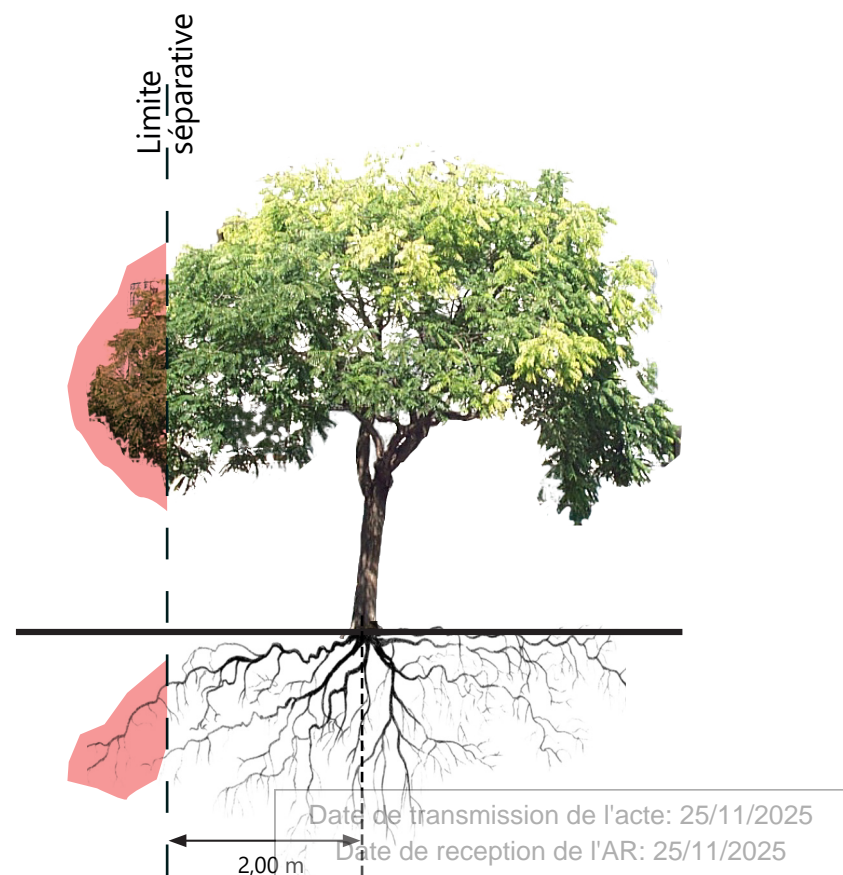 Limite
séparative
Date de transmission de l'acte: 25/11/2025
2,00 m
Date de reception de l'AR: 25/11/2025